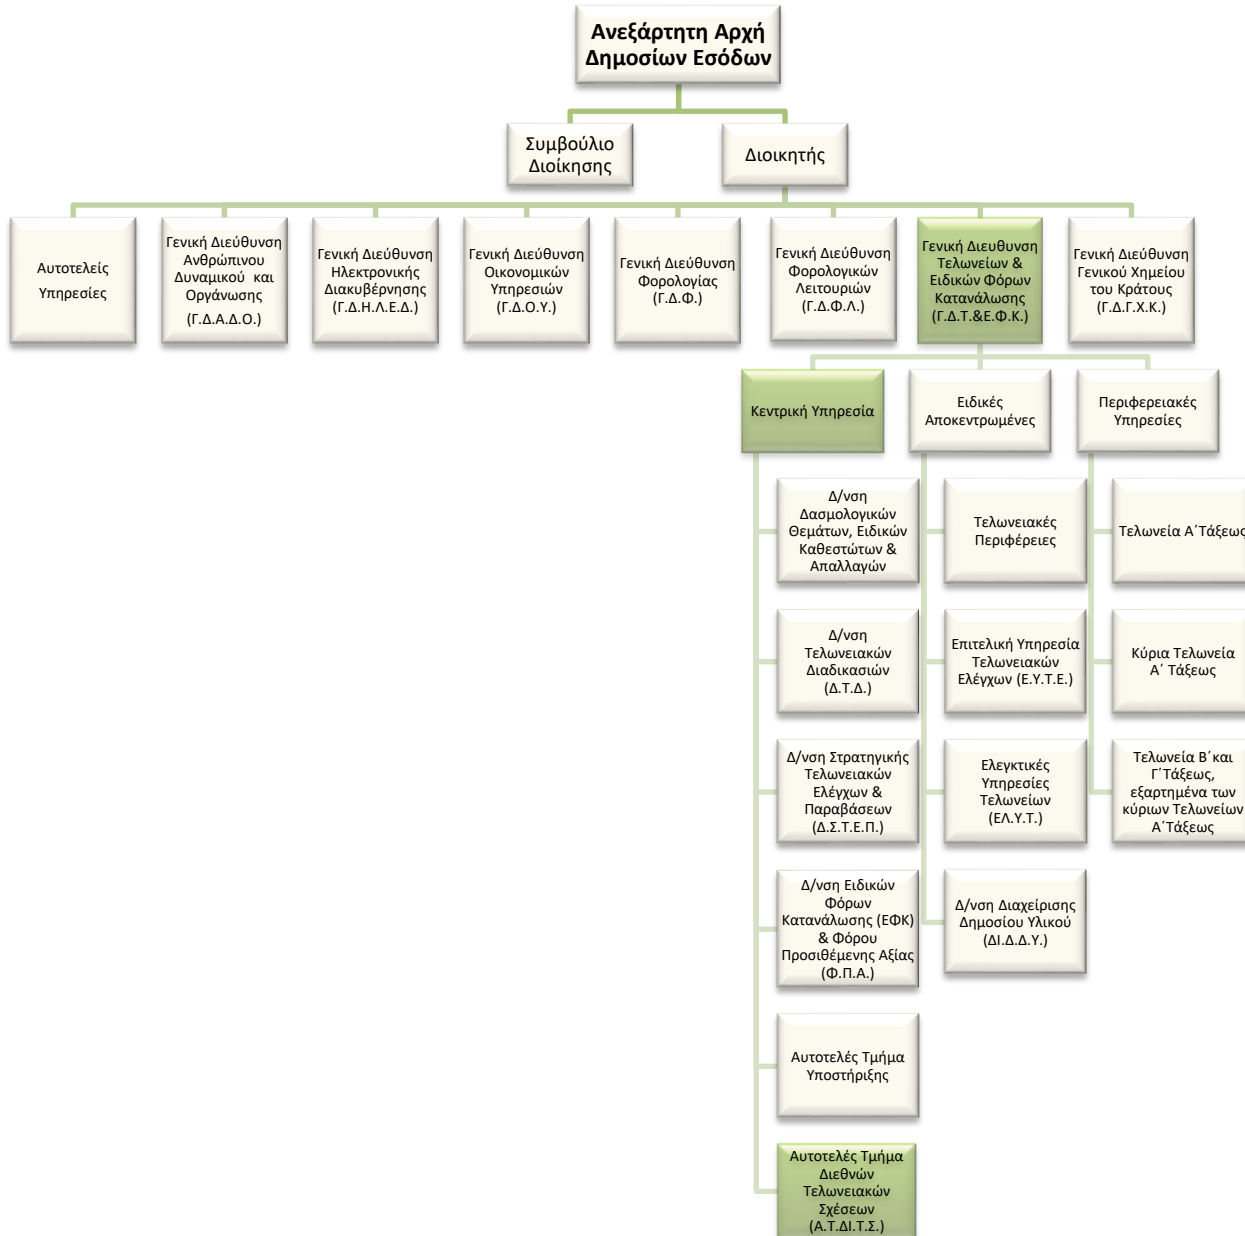 Ανεξάρτητη Αρχή
Δημοσίων Εσόδων
Συμβούλιο
Διοίκησης
Διοικητής
Αυτοτελείς
Υπηρεσίες
Γενική Διεύθυνση
Ανθρώπινου
Δυναμικού και
Οργάνωσης
(Γ.Δ.Α.Δ.Ο.)
Γενική Διεύθυνση
Ηλεκτρονικής
Διακυβέρνησης
(Γ.Δ.Η.Λ.Ε.Δ.)
Γενική Διεύθυνση
Οικονομικών
Υπηρεσιών
(Γ.Δ.Ο.Υ.)
Γενική Διεύθυνση
Φορολογίας
(Γ.Δ.Φ.)
Γενική Διεύθυνση
Φορολογικών
Λειτουριών
(Γ.Δ.Φ.Λ.)
Γενική Διευθυνση
Τελωνείων &
Ειδικών Φόρων
Κατανάλωσης
(Γ.Δ.Τ.&Ε.Φ.Κ.)
Γενική Διεύθυνση
Γενικού Χημείου
του Κράτους
(Γ.Δ.Γ.Χ.Κ.)
Κεντρική Υπηρεσία
Ειδικές
Αποκεντρωμένες
Περιφερειακές
Υπηρεσίες
Δ/νση
Δασμολογικών
Θεμάτων, Ειδικών
Καθεστώτων &
Απαλλαγών
Τελωνειακές
Περιφέρειες
Τελωνεία Α΄Τάξεως
Δ/νση
Τελωνειακών
Διαδικασιών
(Δ.Τ.Δ.)
Επιτελική Υπηρεσία
Τελωνειακών
Ελέγχων (Ε.Υ.Τ.Ε.)
Κύρια Τελωνεία
Α΄ Τάξεως
Δ/νση Στρατηγικής
Τελωνειακών
Ελέγχων &
Παραβάσεων
(Δ.Σ.Τ.Ε.Π.)
Ελεγκτικές
Υπηρεσίες
Τελωνείων
(ΕΛ.Υ.Τ.)
Τελωνεία Β΄και
Γ΄Τάξεως,
εξαρτημένα των
κύριων Τελωνείων
Α΄Τάξεως
Δ/νση Ειδικών
Φόρων
Κατανάλωσης (ΕΦΚ)
& Φόρου
Προσιθέμενης Αξίας
(Φ.Π.Α.)
Δ/νση Διαχείρισης
Δημοσίου Υλικού
(ΔΙ.Δ.Δ.Υ.)
Αυτοτελές Τμήμα
Υποστήριξης
Αυτοτελές Τμήμα
Διεθνών
Τελωνειακών
Σχέσεων
(Α.Τ.ΔΙ.Τ.Σ.)